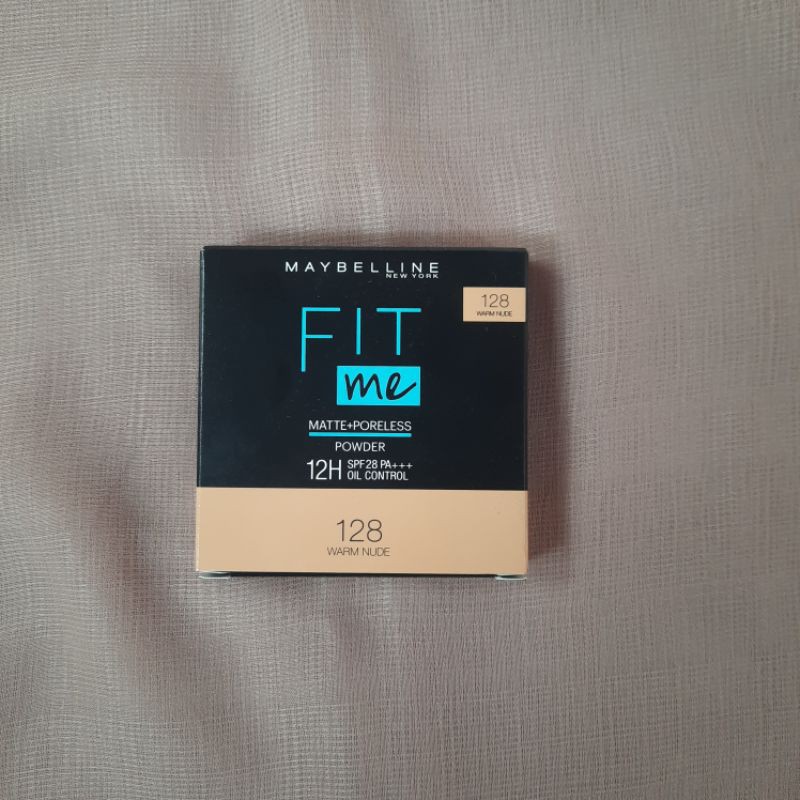 MAYBELLINE
NEW YORK
128
WARM NUDE
FIT
me
MATTE+PORELESS
POWDER
12H SPF28 PA+++
OIL CONTROL
128
WARM NUDE